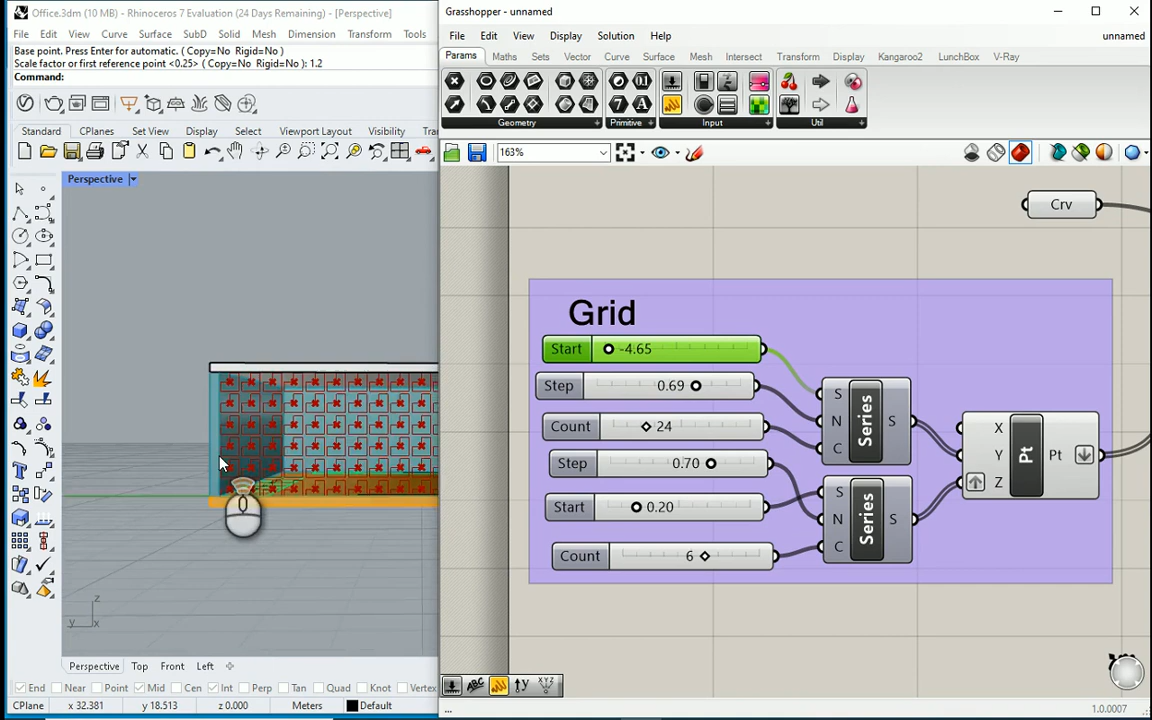 Office.3dm (10 MB) - Rhinoceros 7 Evaluation (24 Days Remaining) - [Perspective]
File Edit View Curve Surface SubD Solid Mesh Dimension Transform Tools
Base point. Press Enter for automatic. ( Copy=No Rigid=No )
Scale factor or first reference point <0.25> ( Copy=No Rigid=No ): 1.2
Command:
Standard CPlanes Set View Display Select Viewport Layout Visibility Tra
Perspective
z
y x
Perspective Top Front Left
End Near Point Mid Cen Int Perp Tan Quad Knot Vertex
CPlane x 32.381 y 18.513 z 0.000 Meters Default
Grasshopper - unnamed
File Edit View Display Solution Help unnamed
Params Maths Sets Vector Curve Surface Mesh Intersect Transform Display Kangaroo2 LunchBox V-Ray
Geometry Primitive Input Util
163%
Crv
Grid
Start -4.65
Step 0.69
Count 24
Step 0.70
Start 0.20
Count 6
S N C Series S
S N C Series S
X Y Z Pt Pt
... 1.0.0007